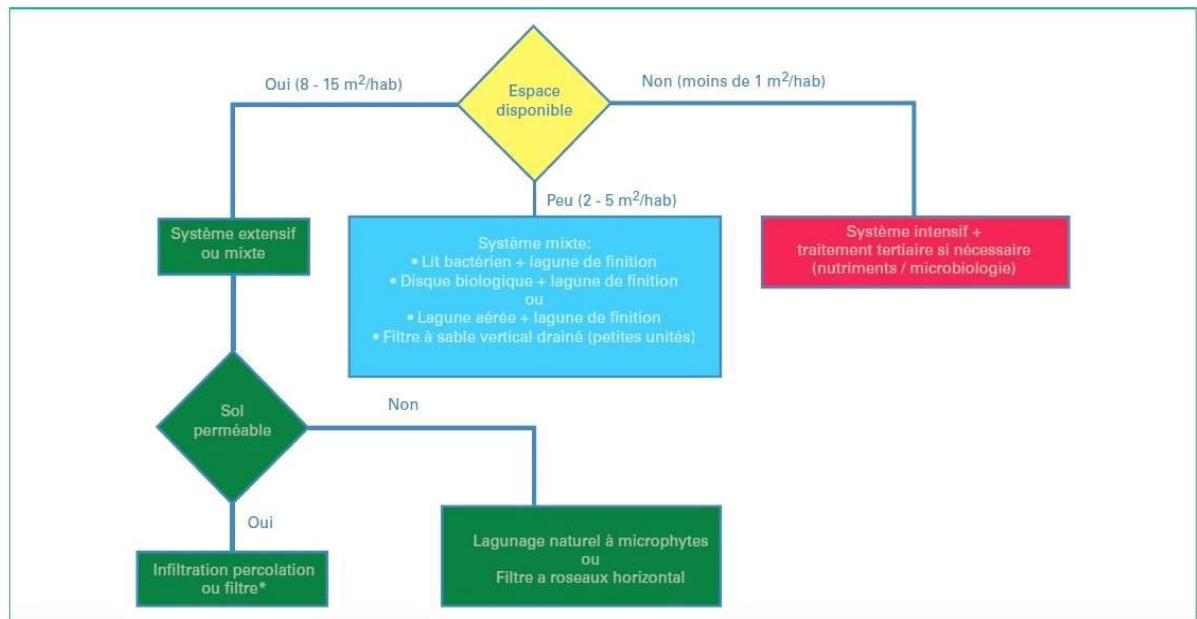 Oui (8 - 15 m²/hab)
Espace
disponible
Non (moins de 1 m²/hab)
Peu (2 - 5 m²/hab)
Système extensif
ou mixte
Système mixte:
• Lit bactérien + lagune de finition
• Disque biologique + lagune de finition
ou
• Lagune aérée + lagune de finition
• Filtre à sable vertical drainé (petites unités)
Système intensif +
traitement tertiaire si nécessaire
(nutriments / microbiologie)
Sol
perméable
Non
Oui
Infiltration percolation
ou filtre*
Lagunage naturel à microphytes
ou
Filtre a roseaux horizontal